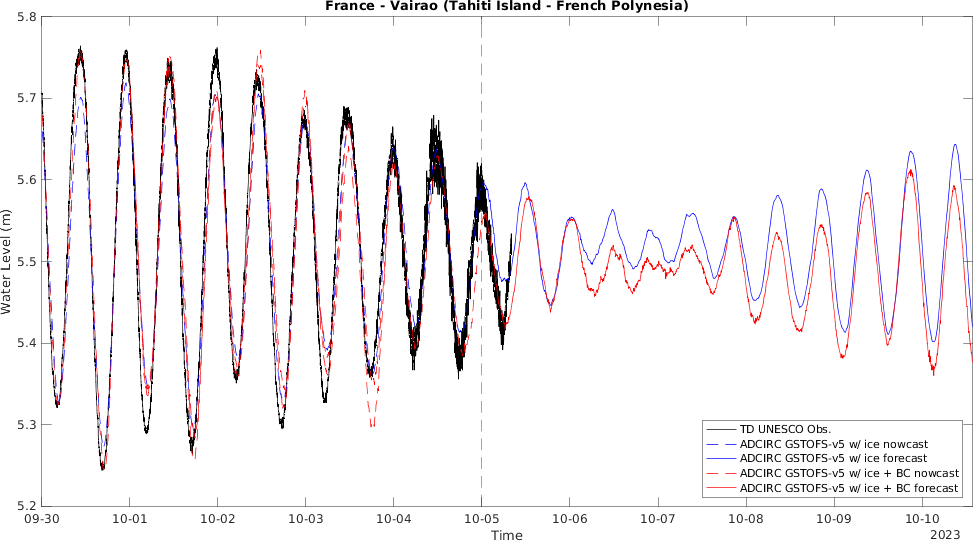 France - Vairao (Tahiti Island - French Polynesia)
5.8
5.7
5.6
5.5
5.4
5.3
5.2
Water Level (m)
TD UNESCO Obs.
ADCIRC GSTOFS-v5 w/ ice nowcast
ADCIRC GSTOFS-v5 w/ ice forecast
ADCIRC GSTOFS-v5 w/ ice + BC nowcast
ADCIRC GSTOFS-v5 w/ ice + BC forecast
09-30 10-01 10-02 10-03 10-04 10-05 10-06 10-07 10-08 10-09 10-10
Time
2023